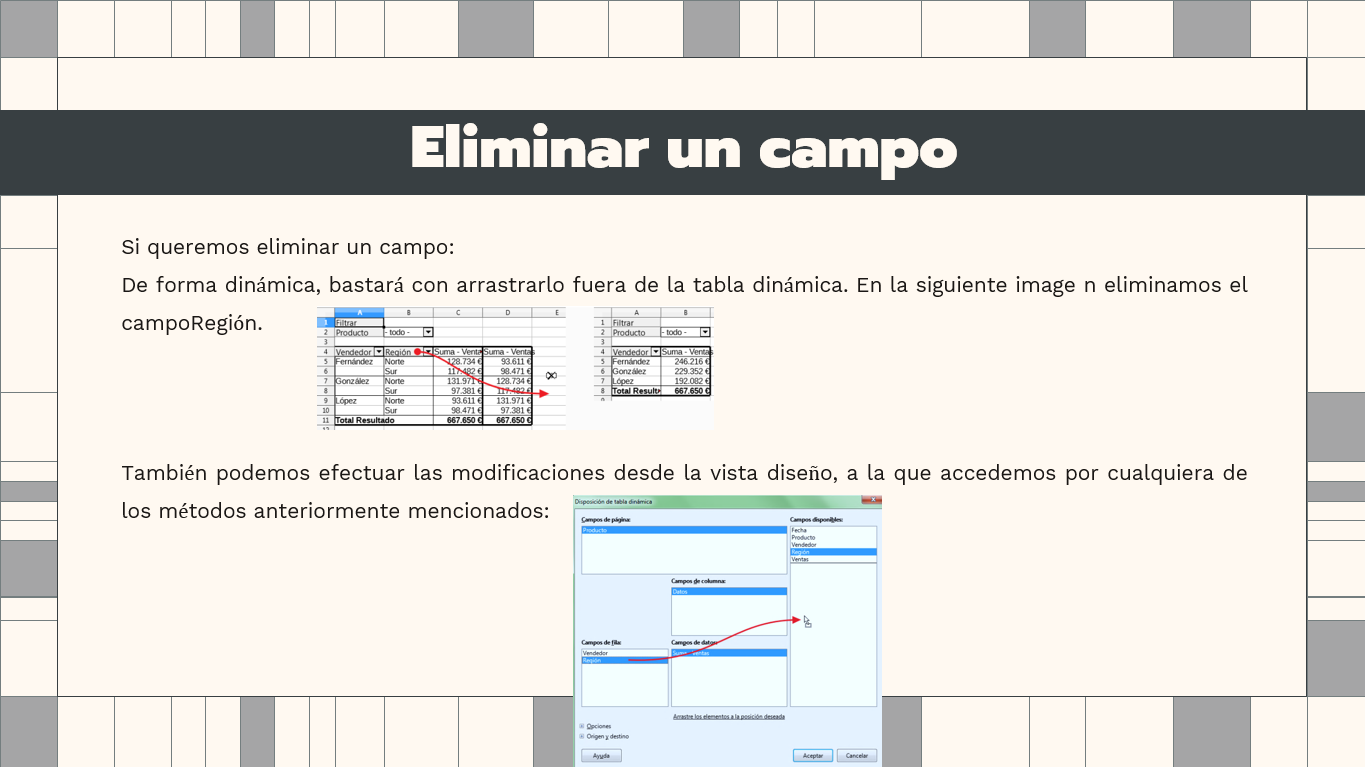 Eliminar un campo
Si queremos eliminar un campo:
De forma dinámica, bastará con arrastrarlo fuera de la tabla dinámica. En la siguiente image n eliminamos el
campoRegión.
A B C D E
1 Filtrar
2 Producto - todo -
3
4 Vendedor Región Suma - Venta Suma - Ventas
5 Fernández Norte 128.734 € 93.611 €
6 Sur 117.482 € 98.471 €
7 González Norte 131.971 € 128.734 €
8 Sur 97.381 € 117.482 €
9 López Norte 93.611 € 131.971 €
10 Sur 98.471 € 97.381 €
11 Total Resultado 667.650 € 667.650 €
A B
1 Filtrar
2 Producto - todo -
3
4 Vendedor Suma - Ventas
5 Fernández 246.216 €
6 González 229.352 €
7 López 192.082 €
8 Total Result 667.650 €
También podemos efectuar las modificaciones desde la vista diseño, a la que accedemos por cualquiera de
los métodos anteriormente mencionados:
Disposición de tabla dinámica
Campos de página:
Producto
Campos disponibles:
Fecha
Producto
Vendedor
Región
Ventas
Campos de columna:
Datos
Campos de fila:
Vendedor
Región
Campos de datos:
Suma - Ventas
Arrastre los elementos a la posición deseada
Opciones
Origen y destino
Ayuda
Aceptar
Cancelar